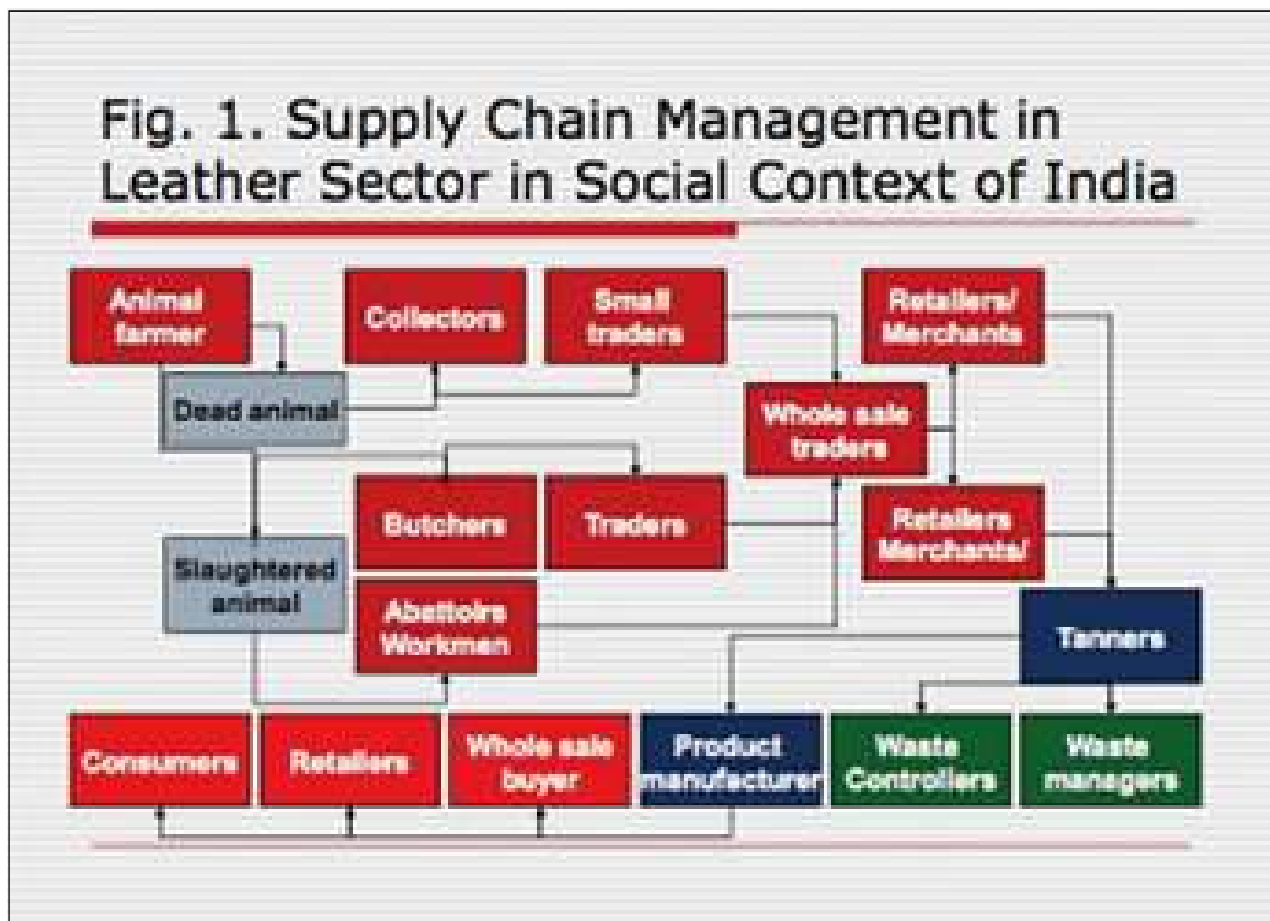 Fig. 1. Supply Chain Management in
Leather Sector in Social Context of India
Animal
farmer
Collectors
Small
traders
Retailers/
Merchants
Dead animal
Whole sale
traders
Butchers
Traders
Retailers
Merchants/
Slaughtered
animal
Abattoirs
Workmen
Tanners
Consumers
Retailers
Whole sale
buyer
Product
manufacturer
Waste
Controllers
Waste
managers